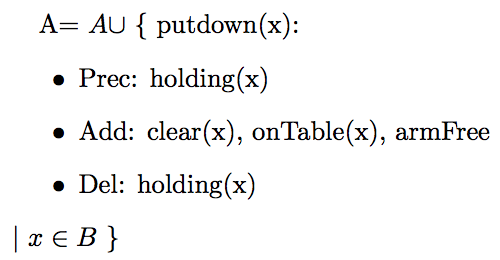 A= A∪ { putdown(x):
• Prec: holding(x)
• Add: clear(x), onTable(x), armFree
• Del: holding(x)
| x ∈ B }